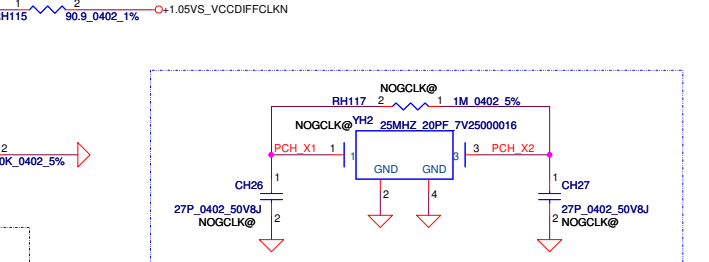 1 2
H115 90.9_0402_1% +1.05VS_VCCDIFFCLKN
NOGCLK@
RH117 2 1 1M_0402_5%
NOGCLK@ YH2 25MHZ_20PF_7V25000016
2
0K_0402_5%
PCH_X1 1 1 3 3 PCH_X2
GND GND
1 2 4 1
CH26 CH27
27P_0402_50V8J 27P_0402_50V8J
2 2
NOGCLK@ NOGCLK@